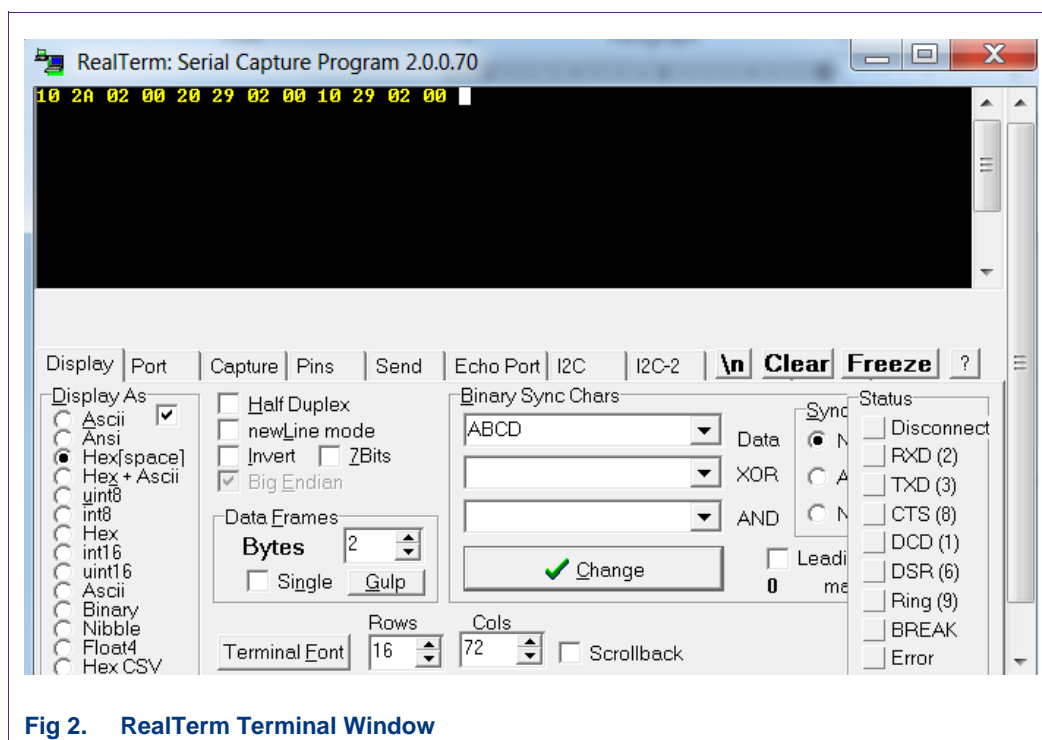 RealTerm: Serial Capture Program 2.0.0.70
10 2A 02 00 20 29 02 00 10 29 02 00
Display Port Capture Pins Send Echo Port I2C I2C-2 \n Clear Freeze ?
Display As
Ascii
Ansi
Hex[space]
Hex + Ascii
uint8
int8
Hex
int16
uint16
Ascii
Binary
Nibble
Float4
Hex CSV
Half Duplex
newLine mode
Invert 7Bits
Big Endian
Data Frames
Bytes 2
Single Gulp
Rows Cols
Terminal Font 16 72 Scrollback
Binary Sync Chars
ABCD Data
XOR
AND
Change
Sync
N
A
N
Leadi
0 ma
Status
Disconnect
RXD (2)
TXD (3)
CTS (8)
DCD (1)
DSR (6)
Ring (9)
BREAK
Error
Fig 2. RealTerm Terminal Window